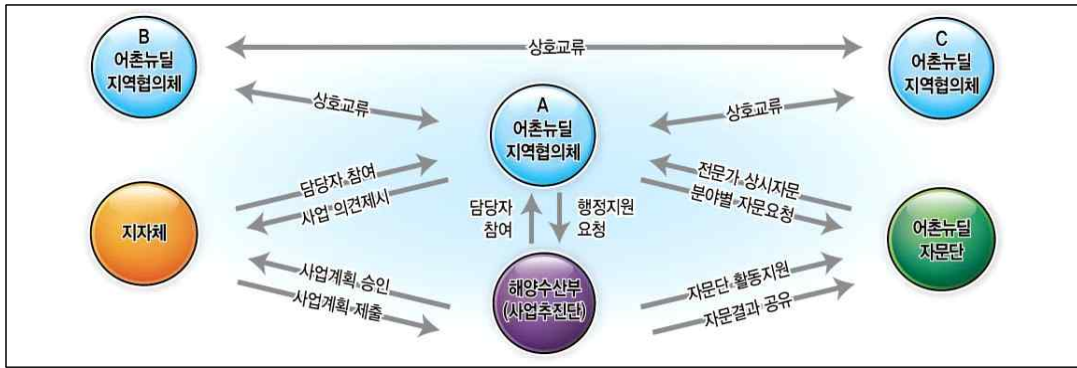 B
어촌뉴딜
지역협의체
상호교류
C
어촌뉴딜
지역협의체
상호교류
A
어촌뉴딜
지역협의체
상호교류
지자체
담당자 참여
사업 의견제시
담당자
참여
행정지원
요청
전문가 상시자문
분야별 자문요청
어촌뉴딜
자문단
사업계획 승인
사업계획 제출
해양수산부
(사업추진단)
자문단 활동지원
자문결과 공유